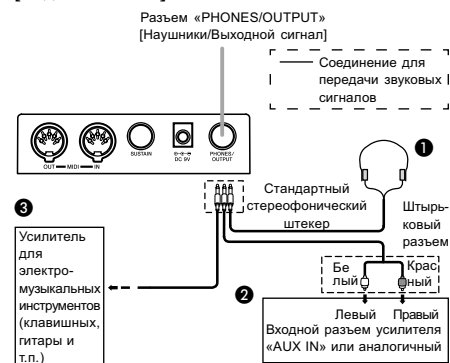 Разъем «PHONES/OUTPUT»
[Наушники/Выходной сигнал]
Соединение для
передачи звуковых
сигналов
OUT — MIDI — IN
SUSTAIN
DC 9V
PHONES/
OUTPUT
❶
Стандартный
стереофонический
штекер
Штырь-
ковый
разъем
❸
Усилитель
для
электро-
музыкальных
инструментов
(клавишных,
гитары и
т.п.)
❷
Бе
лый
Крас
ный
Левый Правый
Входной разъем усилителя
«AUX IN» или аналогичный